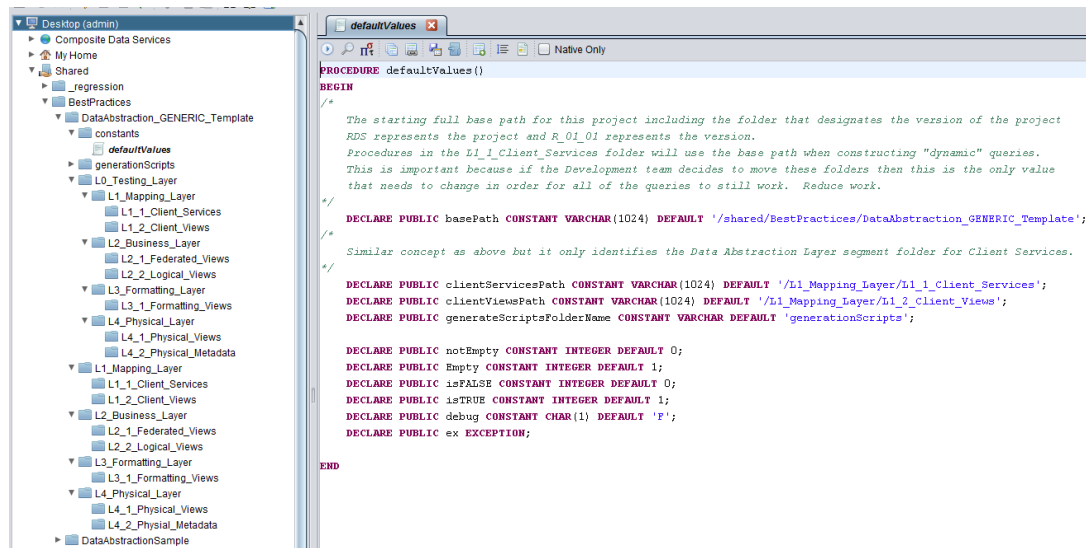 Desktop (admin)
Composite Data Services
My Home
Shared
_regression
BestPractices
DataAbstraction_GENERIC_Template
constants
defaultValues
generationScripts
L0_Testing_Layer
L1_Mapping_Layer
L1_1_Client_Services
L1_2_Client_Views
L2_Business_Layer
L2_1_Federated_Views
L2_2_Logical_Views
L3_Formatting_Layer
L3_1_Formatting_Views
L4_Physical_Layer
L4_1_Physical_Views
L4_2_Physical_Metadata
L1_Mapping_Layer
L1_1_Client_Services
L1_2_Client_Views
L2_Business_Layer
L2_1_Federated_Views
L2_2_Logical_Views
L3_Formatting_Layer
L3_1_Formatting_Views
L4_Physical_Layer
L4_1_Physical_Views
L4_2_Physial_Metadata
DataAbstractionSample
defaultValues
Native Only
PROCEDURE defaultValues()
BEGIN
/*
The starting full base path for this project including the folder that designates the version of the project
RDS represents the project and R_01_01 represents the version.
Procedures in the L1_1_Client_Services folder will use the base path when constructing "dynamic" queries.
This is important because if the Development team decides to move these folders then this is the only value
that needs to change in order for all of the queries to still work. Reduce work.
*/
DECLARE PUBLIC basePath CONSTANT VARCHAR(1024) DEFAULT '/shared/BestPractices/DataAbstraction_GENERIC_Template';
/*
Similar concept as above but it only identifies the Data Abstraction Layer segment folder for Client Services.
*/
DECLARE PUBLIC clientServicesPath CONSTANT VARCHAR(1024) DEFAULT '/L1_Mapping_Layer/L1_1_Client_Services';
DECLARE PUBLIC clientViewsPath CONSTANT VARCHAR(1024) DEFAULT '/L1_Mapping_Layer/L1_2_Client_Views';
DECLARE PUBLIC generateScriptsFolderName CONSTANT VARCHAR DEFAULT 'generationScripts';
DECLARE PUBLIC notEmpty CONSTANT INTEGER DEFAULT 0;
DECLARE PUBLIC Empty CONSTANT INTEGER DEFAULT 1;
DECLARE PUBLIC isFALSE CONSTANT INTEGER DEFAULT 0;
DECLARE PUBLIC isTRUE CONSTANT INTEGER DEFAULT 1;
DECLARE PUBLIC debug CONSTANT CHAR(1) DEFAULT 'F';
DECLARE PUBLIC ex EXCEPTION;
END